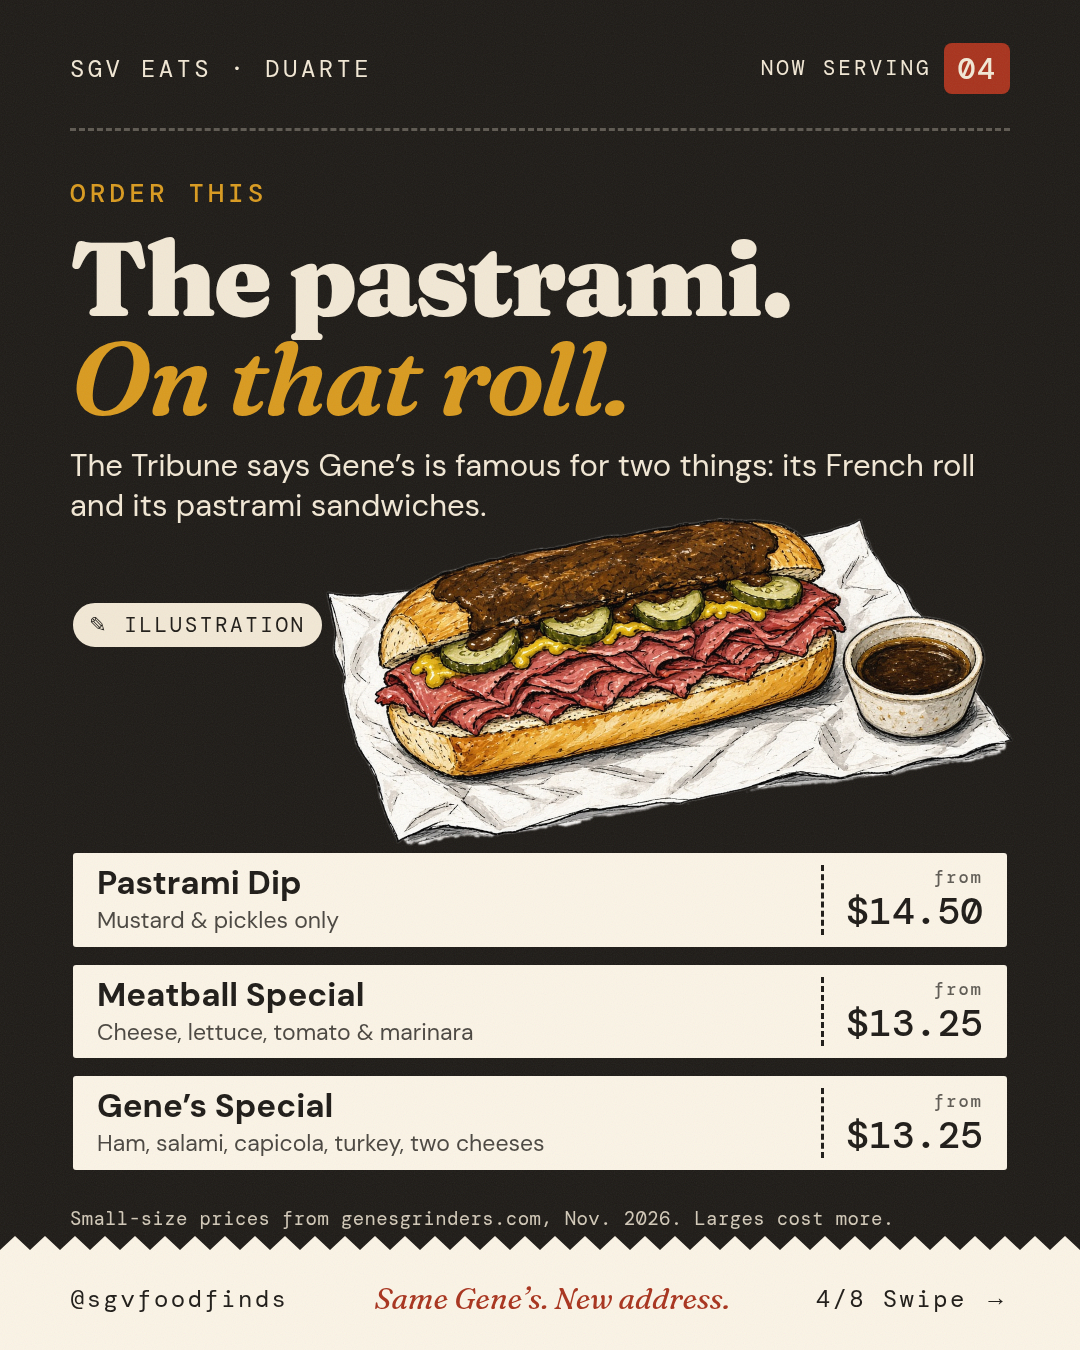 SGV EATS · DUARTE
NOW SERVING 04
ORDER THIS
The pastrami.
On that roll.
The Tribune says Gene’s is famous for two things: its French roll
and its pastrami sandwiches.
✎ ILLUSTRATION
Pastrami Dip
Mustard & pickles only
from
$14.50
Meatball Special
Cheese, lettuce, tomato & marinara
from
$13.25
Gene’s Special
Ham, salami, capicola, turkey, two cheeses
from
$13.25
Small-size prices from genesgrinders.com, Nov. 2026. Larges cost more.
@sgvfoodfinds
Same Gene’s. New address.
4/8 Swipe →